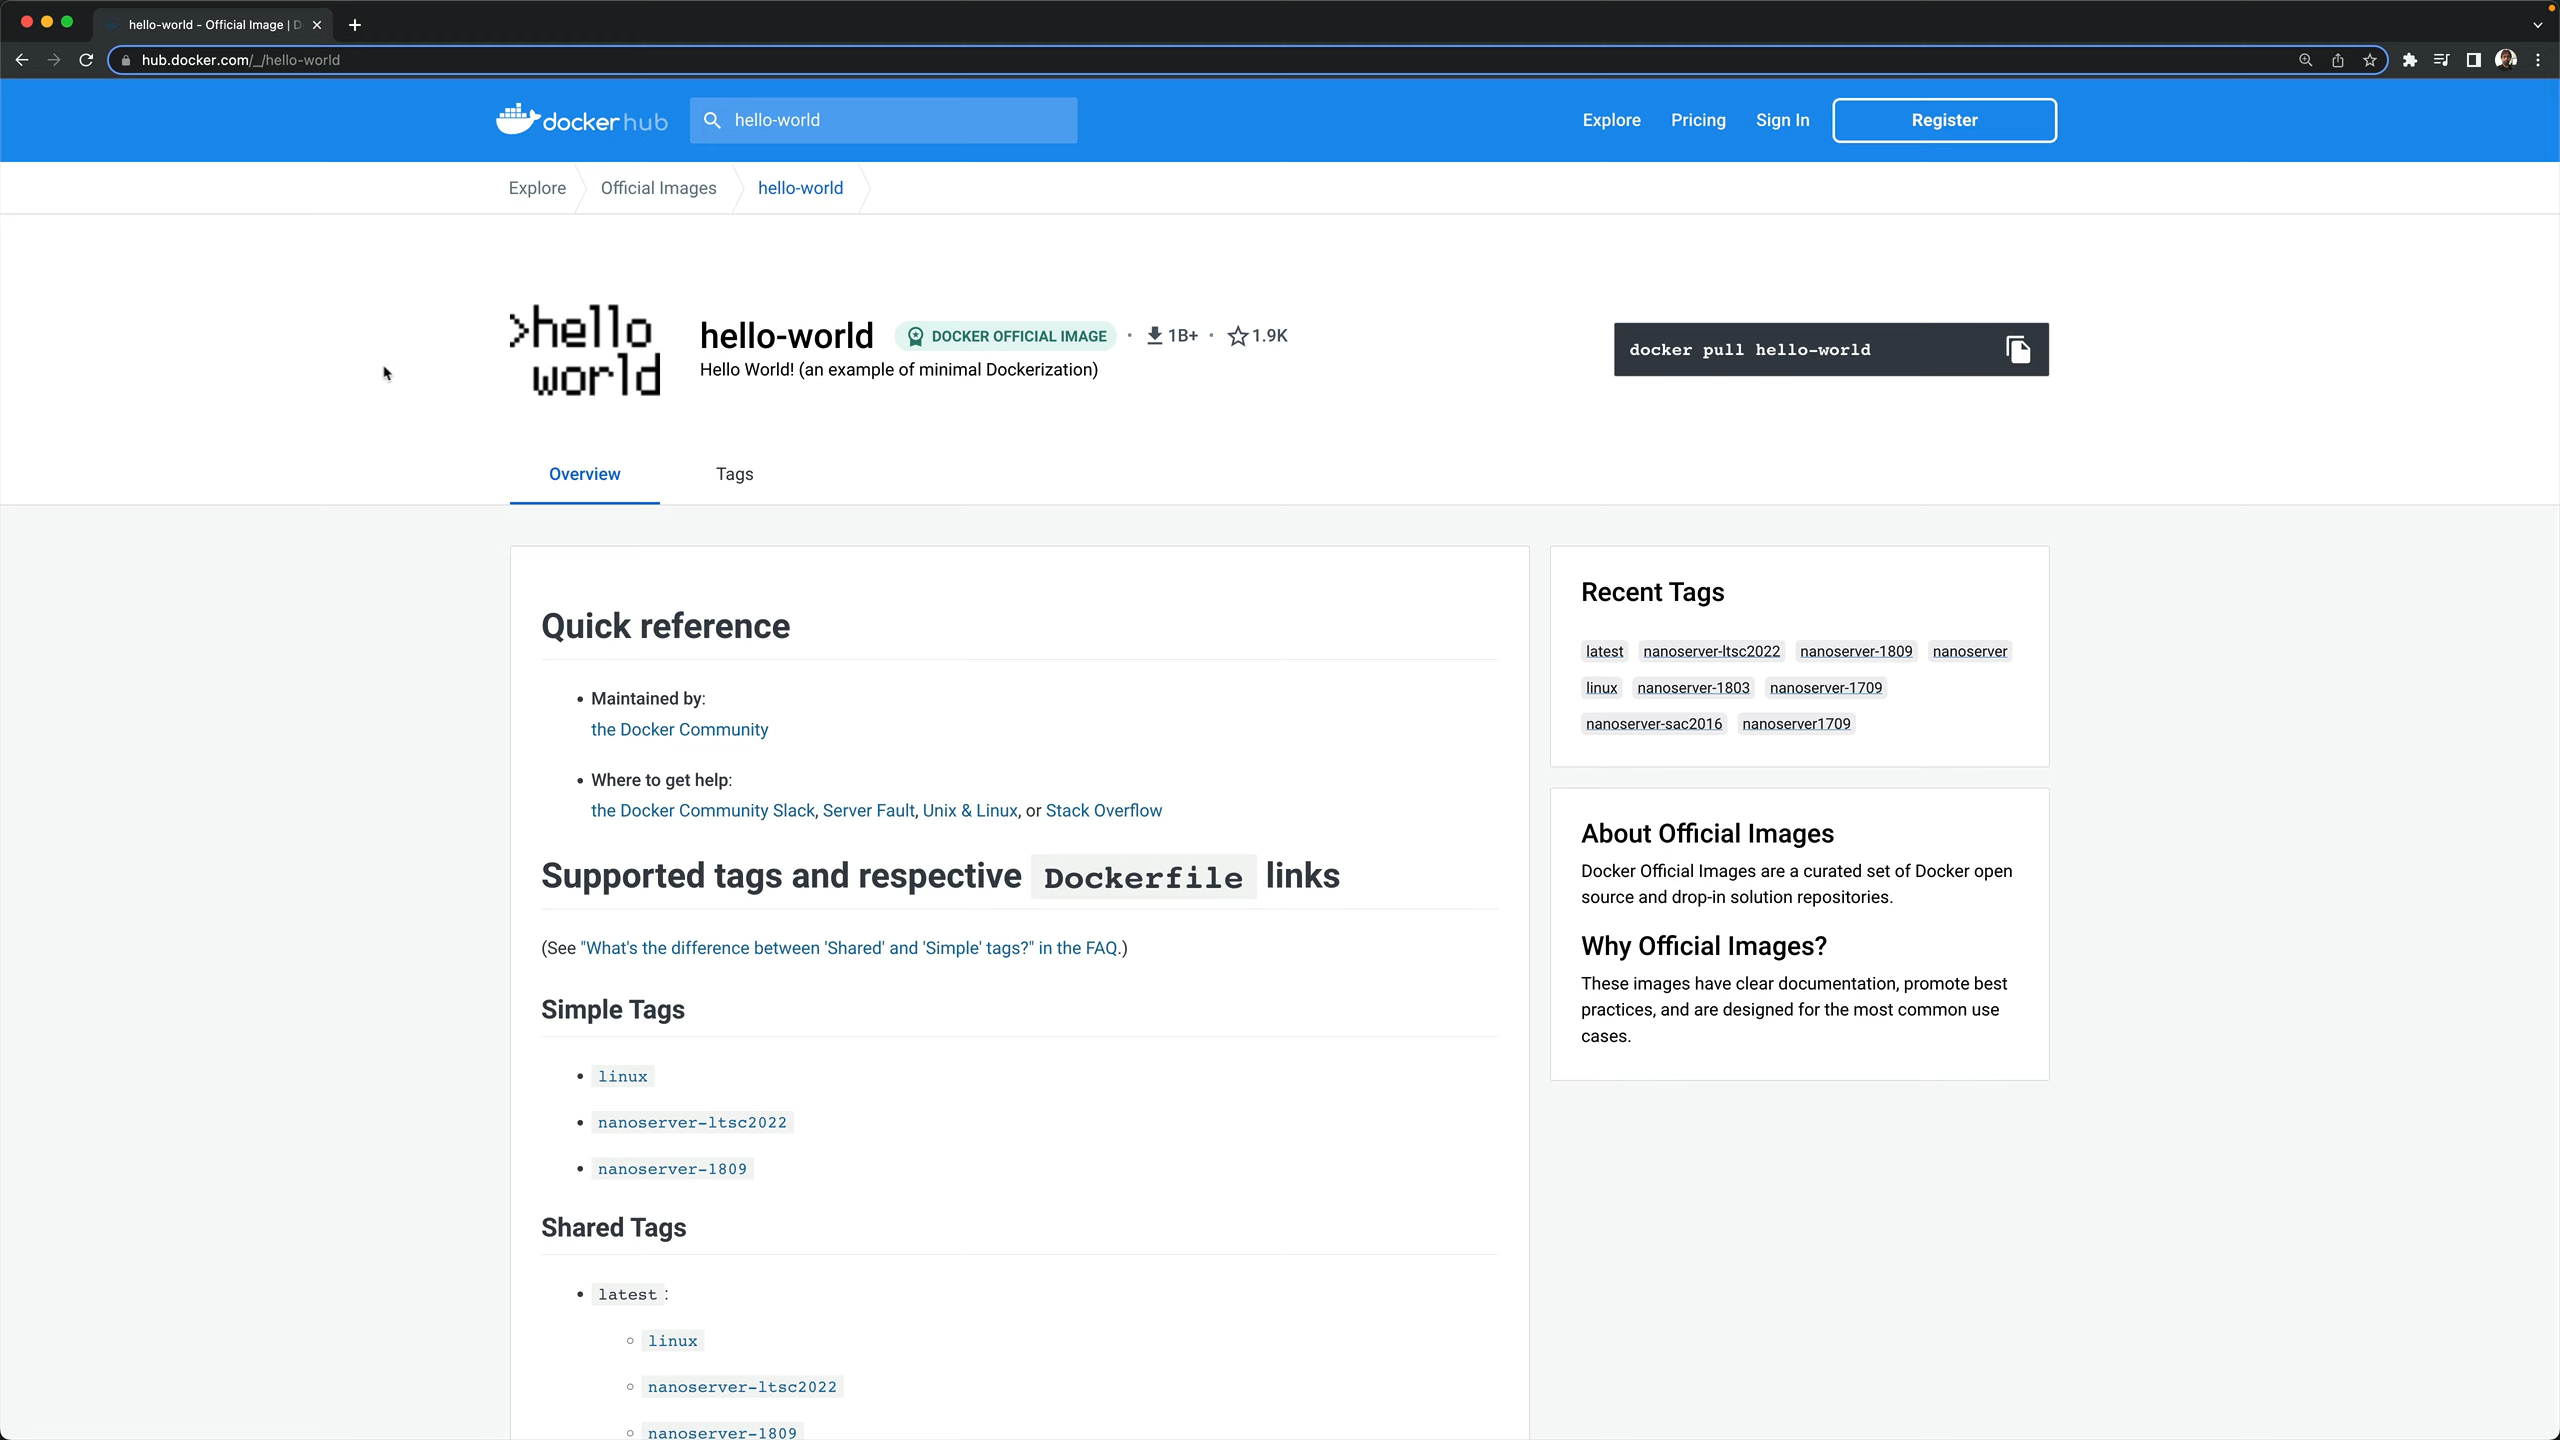 hello-world - Official Image | D
hub.docker.com/_/hello-world
docker hub
hello-world
Explore
Pricing
Sign In
Register
Explore
Official Images
hello-world
>hello
world
hello-world
DOCKER OFFICIAL IMAGE
1B+
1.9K
Hello World! (an example of minimal Dockerization)
docker pull hello-world
Overview
Tags
Quick reference
Maintained by:
the Docker Community
Where to get help:
the Docker Community Slack, Server Fault, Unix & Linux, or Stack Overflow
Supported tags and respective Dockerfile links
(See "What's the difference between 'Shared' and 'Simple' tags?" in the FAQ.)
Simple Tags
linux
nanoserver-ltsc2022
nanoserver-1809
Shared Tags
latest:
linux
nanoserver-ltsc2022
nanoserver-1809
Recent Tags
latest nanoserver-ltsc2022 nanoserver-1809 nanoserver
linux nanoserver-1803 nanoserver-1709
nanoserver-sac2016 nanoserver1709
About Official Images
Docker Official Images are a curated set of Docker open
source and drop-in solution repositories.
Why Official Images?
These images have clear documentation, promote best
practices, and are designed for the most common use
cases.